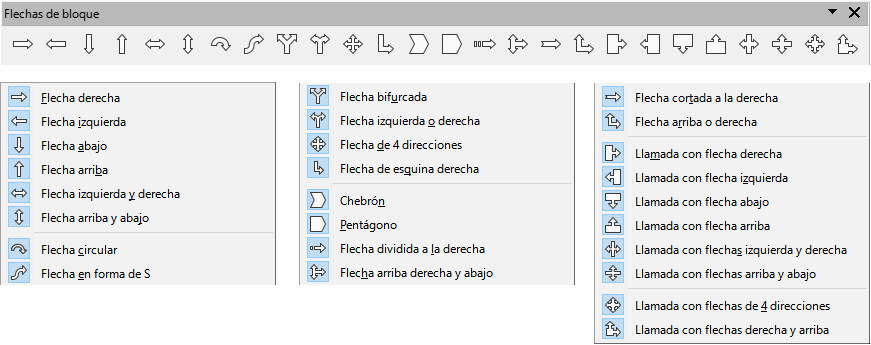 Flechas de bloque
Flecha derecha
Flecha izquierda
Flecha abajo
Flecha arriba
Flecha izquierda y derecha
Flecha arriba y abajo
Flecha circular
Flecha en forma de S
Flecha bifurcada
Flecha izquierda o derecha
Flecha de 4 direcciones
Flecha de esquina derecha
Chebrón
Pentágono
Flecha dividida a la derecha
Flecha arriba derecha y abajo
Flecha cortada a la derecha
Flecha arriba o derecha
Llamada con flecha derecha
Llamada con flecha izquierda
Llamada con flecha abajo
Llamada con flecha arriba
Llamada con flechas izquierda y derecha
Llamada con flechas arriba y abajo
Llamada con flechas de 4 direcciones
Llamada con flechas derecha y arriba